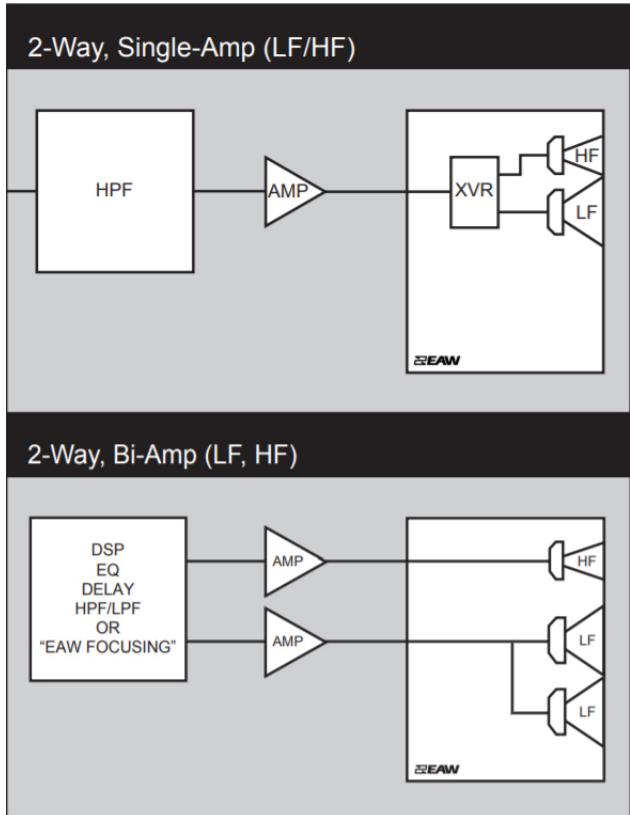 2-Way, Single-Amp (LF/HF)
HPF
AMP
XVR
HF
LF
EAW
2-Way, Bi-Amp (LF, HF)
DSP
EQ
DELAY
HPF/LPF
OR
“EAW FOCUSING”
AMP
AMP
HF
LF
LF
EAW